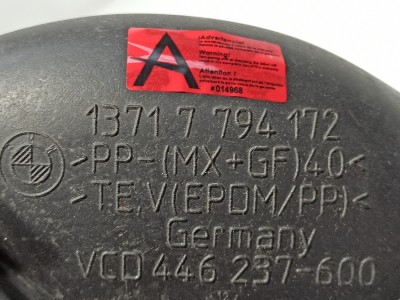 ¡Advertencia!
A
Warning!
Attention !
#014968
1371 7 794 172
>PP-(MX+GF)40<
>TE,V(EPDM/PP)<
Germany
VCD 446 237-600